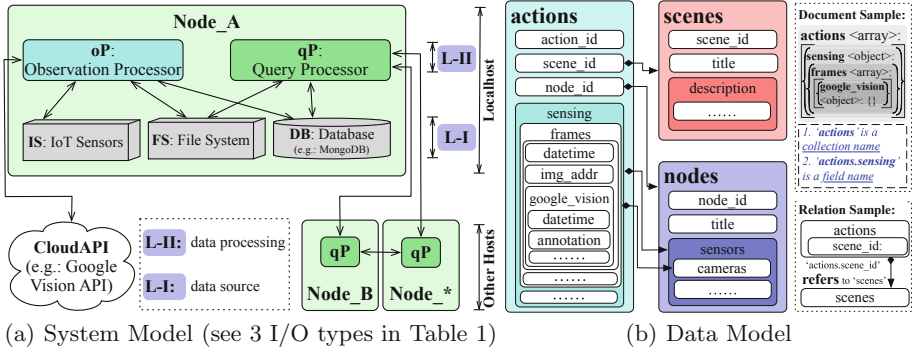 Node_A
oP:
Observation Processor
qP:
Query Processor
IS: IoT Sensors
FS: File System
DB: Database
(e.g.: MongoDB)
L-II
L-I
Localhost
Other Hosts
CloudAPI
(e.g.: Google
Vision API)
L-II: data processing
L-I: data source
qP
Node_B
qP
Node_*
(a) System Model (see 3 I/O types in Table 1)
actions
action_id
scene_id
node_id
sensing
frames
datetime
img_addr
google_vision
datetime
annotation
......
......
......
scenes
scene_id
title
description
......
nodes
node_id
title
sensors
cameras
......
Document Sample:
actions <array>:
sensing <object>:
frames <array>:
google_vision
<object>: {}
1. ‘actions’ is a
collection name
2. ‘actions.sensing’
is a field name
Relation Sample:
actions
scene_id:
‘actions.scene_id’
refers to ‘scenes’
scenes
(b) Data Model